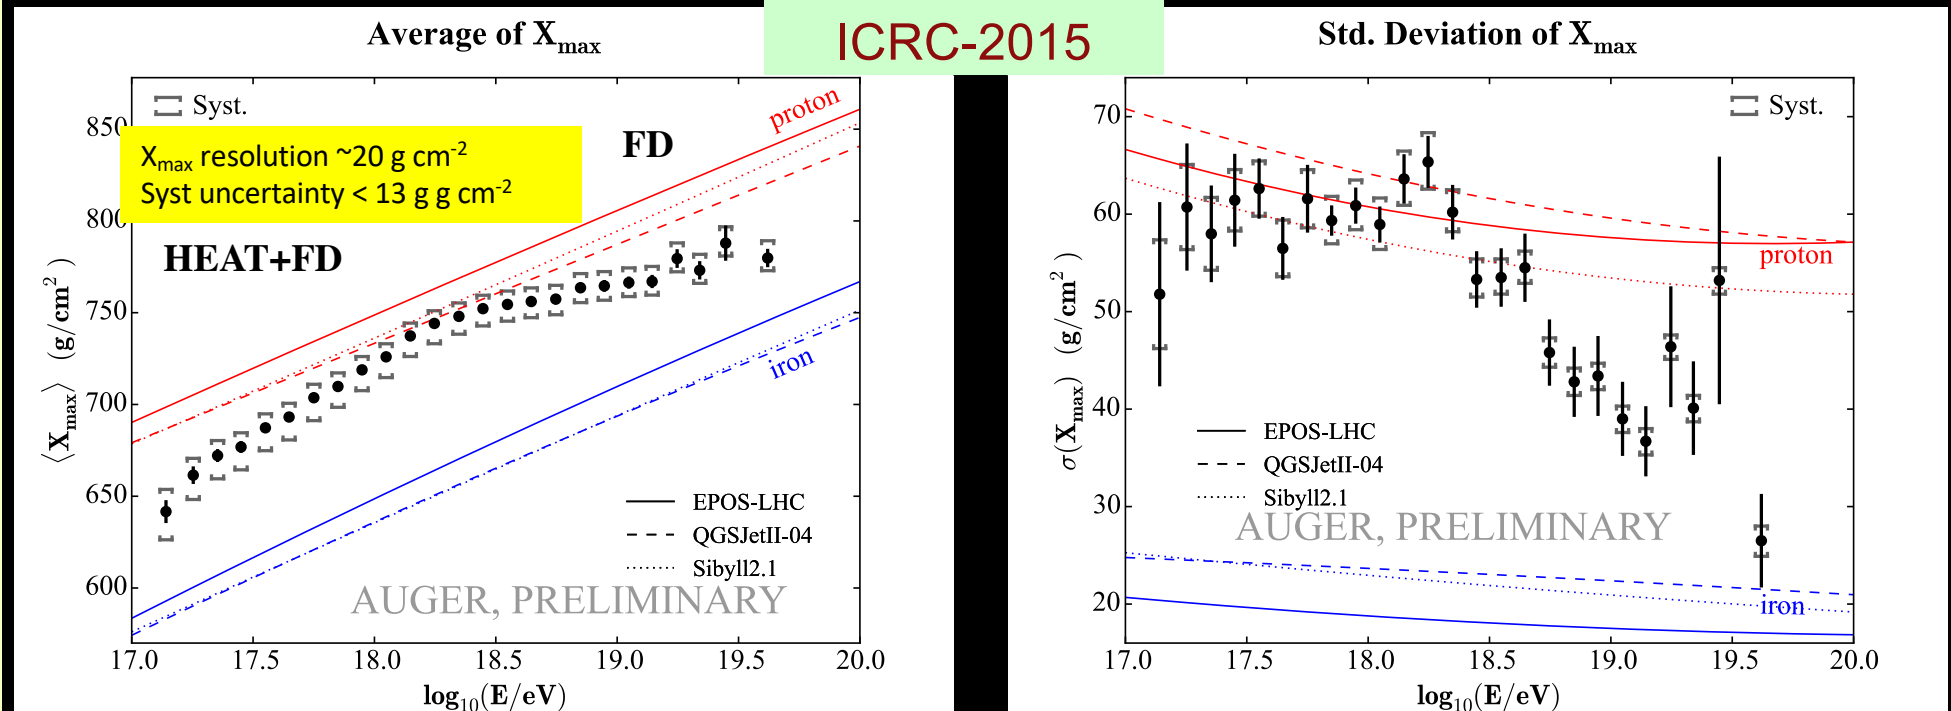 ICRC-2015
Average of Xmax
Syst.
850
800
750
700
650
600
Xmax resolution ~20 g cm-2
Syst uncertainty < 13 g g cm-2
FD
HEAT+FD
proton
iron
EPOS-LHC
QGSJetII-04
Sibyll2.1
AUGER, PRELIMINARY
⟨Xmax⟩ (g/cm2)
17.0 17.5 18.0 18.5 19.0 19.5 20.0
log10(E/eV)
Std. Deviation of Xmax
Syst.
70
60
50
40
30
20
proton
EPOS-LHC
QGSJetII-04
Sibyll2.1
AUGER, PRELIMINARY
iron
σ(Xmax) (g/cm2)
17.0 17.5 18.0 18.5 19.0 19.5 20.0
log10(E/eV)